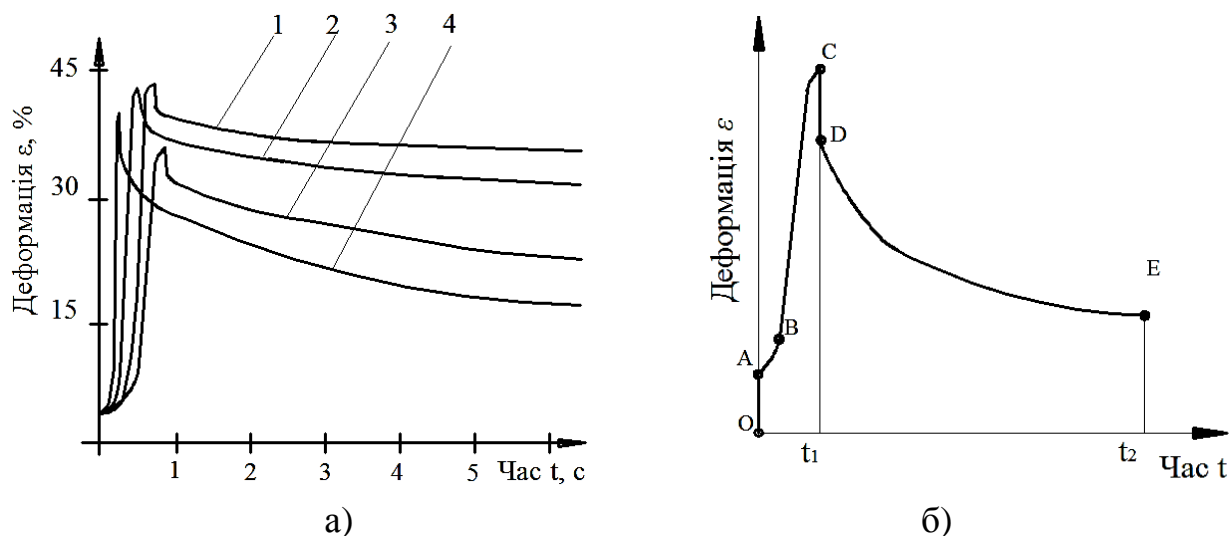 1 2 3 4
45
30
15
Деформація ε, %
1 2 3 4 5 Час t, с
а)
C
D
B
A
E
O
Деформація ε
t1 t2 Час t
б)